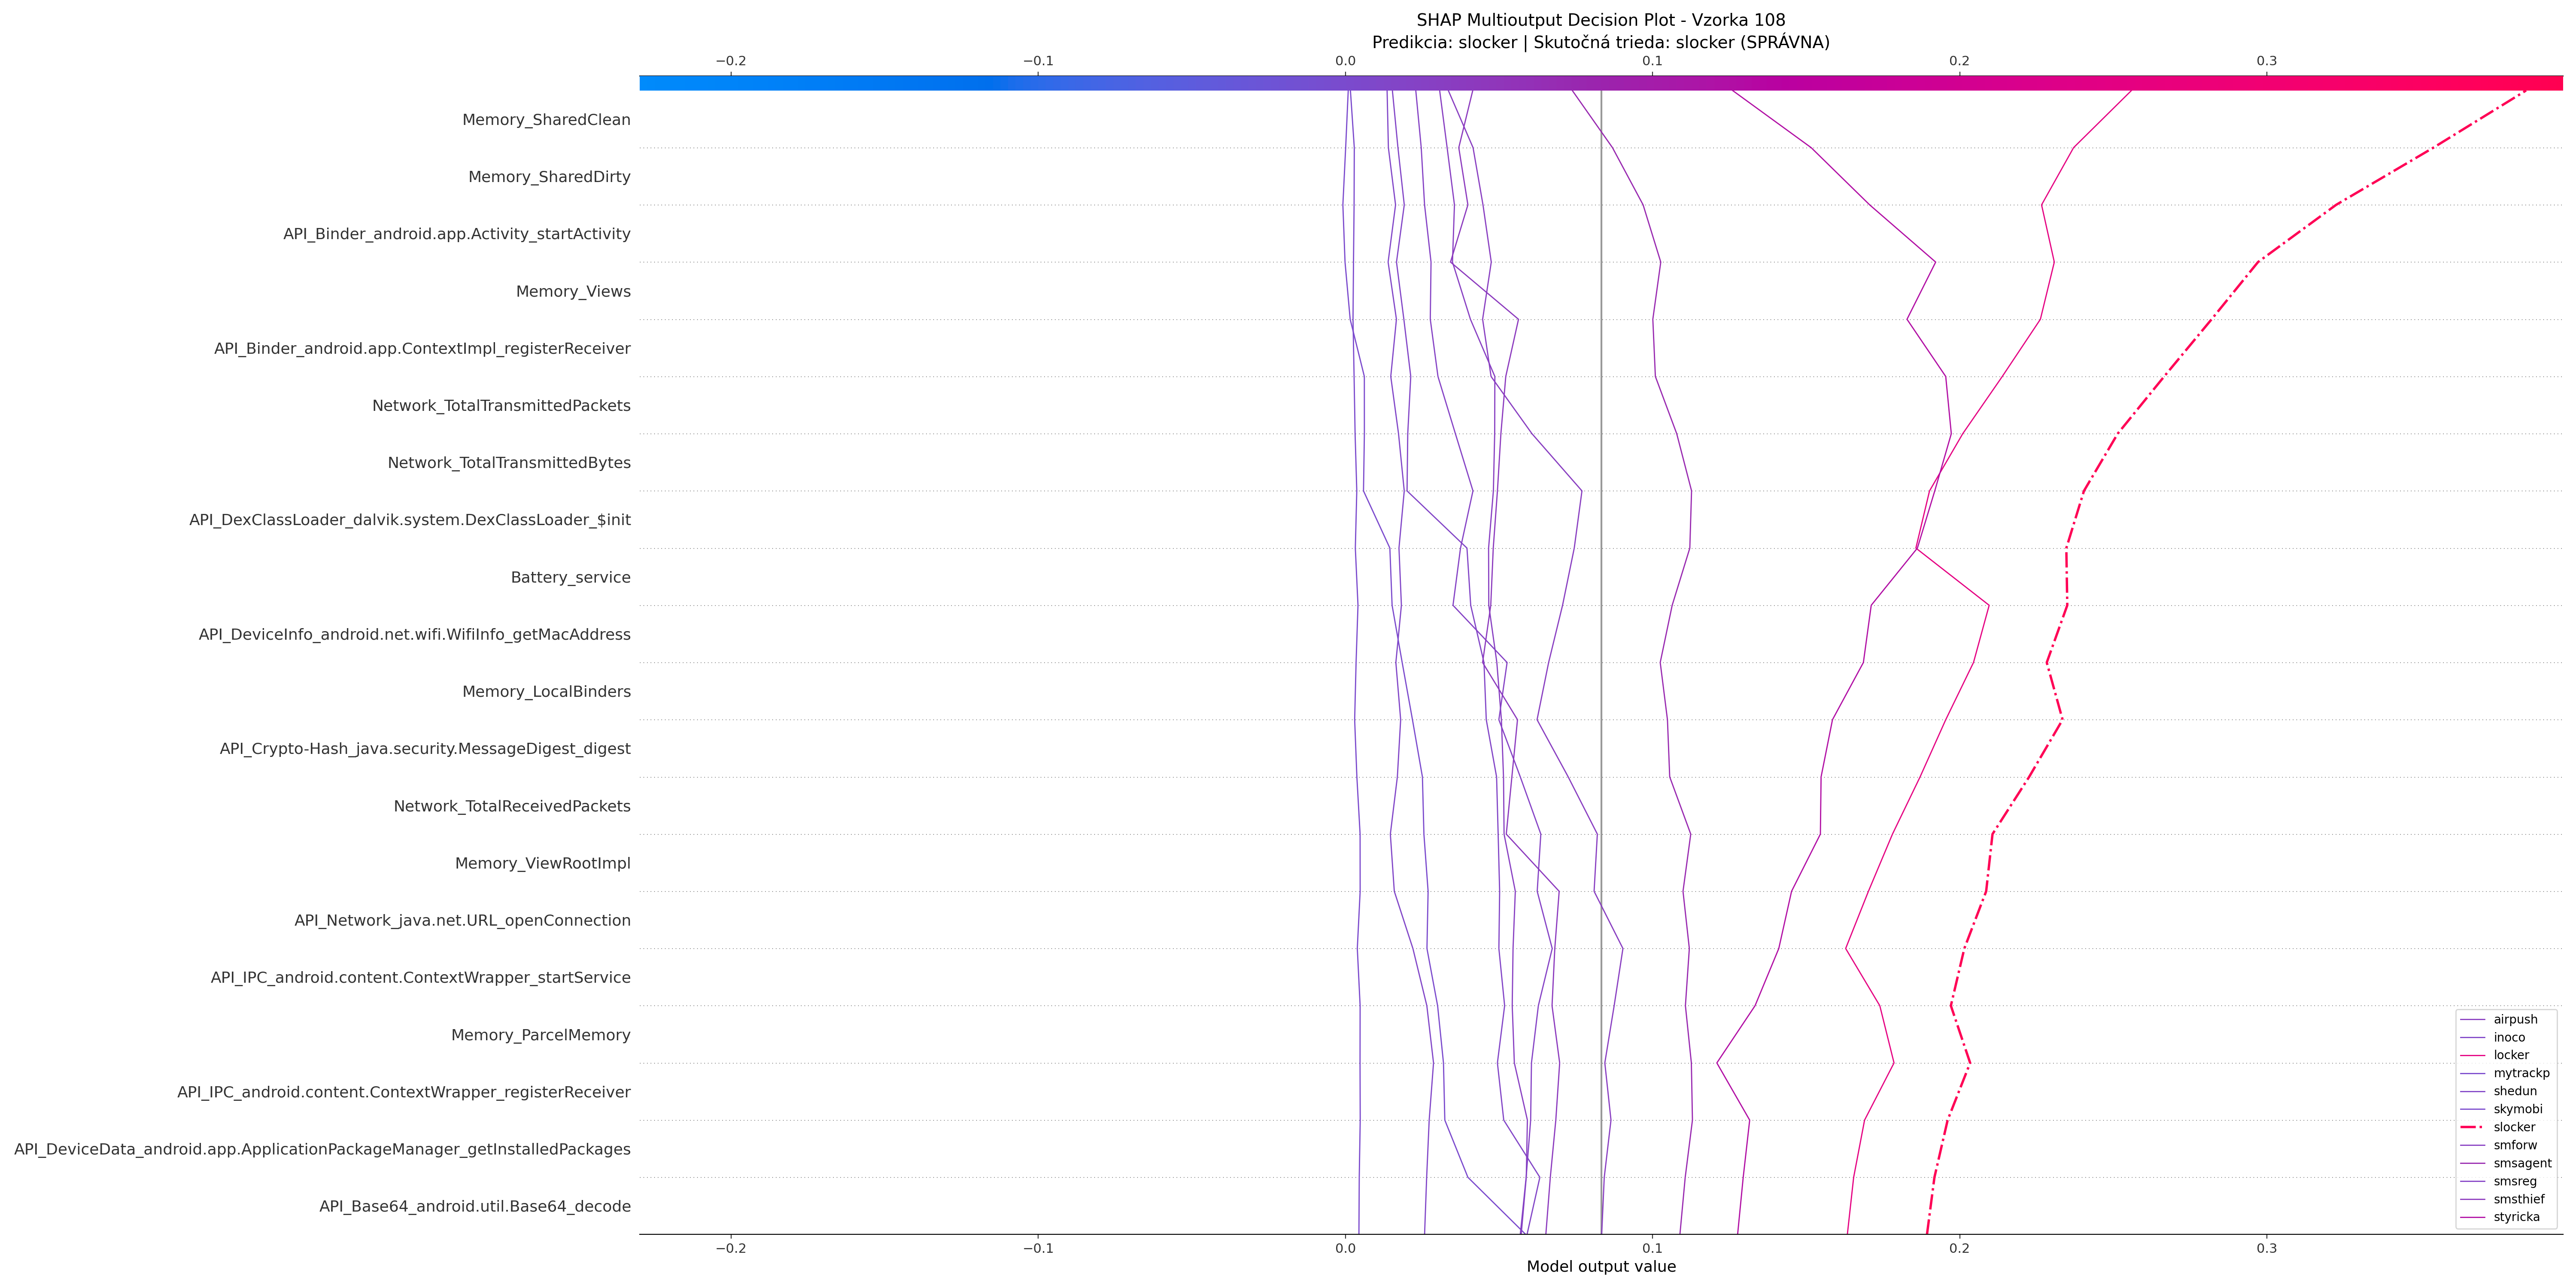 SHAP Multioutput Decision Plot - Vzorka 108
Predikcia: slocker | Skutočná trieda: slocker (SPRÁVNA)
−0.2 −0.1 0.0 0.1 0.2 0.3
Memory_SharedClean
Memory_SharedDirty
API_Binder_android.app.Activity_startActivity
Memory_Views
API_Binder_android.app.ContextImpl_registerReceiver
Network_TotalTransmittedPackets
Network_TotalTransmittedBytes
API_DexClassLoader_dalvik.system.DexClassLoader_$init
Battery_service
API_DeviceInfo_android.net.wifi.WifiInfo_getMacAddress
Memory_LocalBinders
API_Crypto-Hash_java.security.MessageDigest_digest
Network_TotalReceivedPackets
Memory_ViewRootImpl
API_Network_java.net.URL_openConnection
API_IPC_android.content.ContextWrapper_startService
Memory_ParcelMemory
API_IPC_android.content.ContextWrapper_registerReceiver
API_DeviceData_android.app.ApplicationPackageManager_getInstalledPackages
API_Base64_android.util.Base64_decode
airpush
inoco
locker
mytrackp
shedun
skymobi
slocker
smforw
smsagent
smsreg
smsthief
styricka
−0.2 −0.1 0.0 0.1 0.2 0.3
Model output value